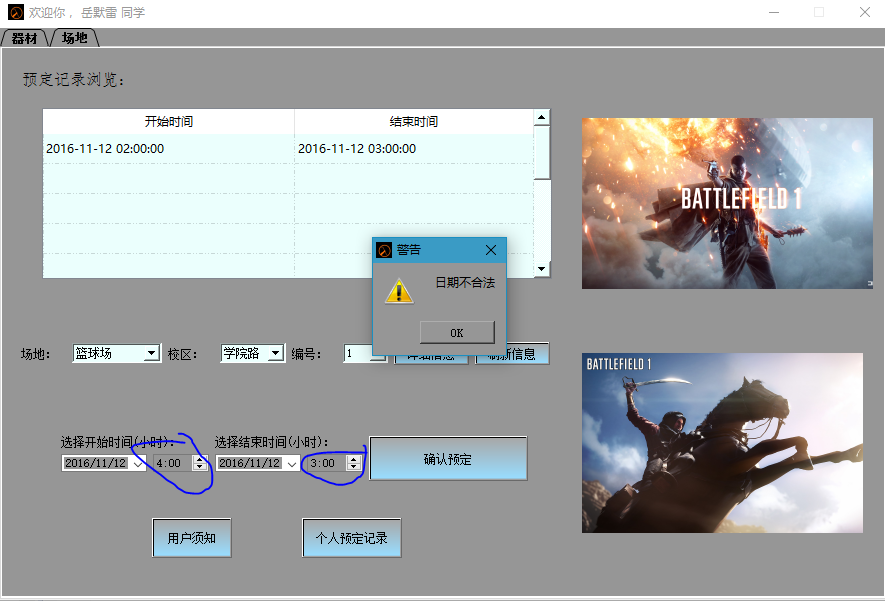 欢迎你 ，岳默雷 同学
器材 场地
预定记录浏览：
开始时间 结束时间
2016-11-12 02:00:00 2016-11-12 03:00:00
BATTLEFIELD 1
警告
日期不合法
OK
场地： 篮球场 校区： 学院路 编号： 1 详细信息 刷新信息
BATTLEFIELD 1
选择开始时间(小时)： 选择结束时间(小时)：
2016/11/12 4:00 2016/11/12 3:00 确认预定
用户须知 个人预定记录